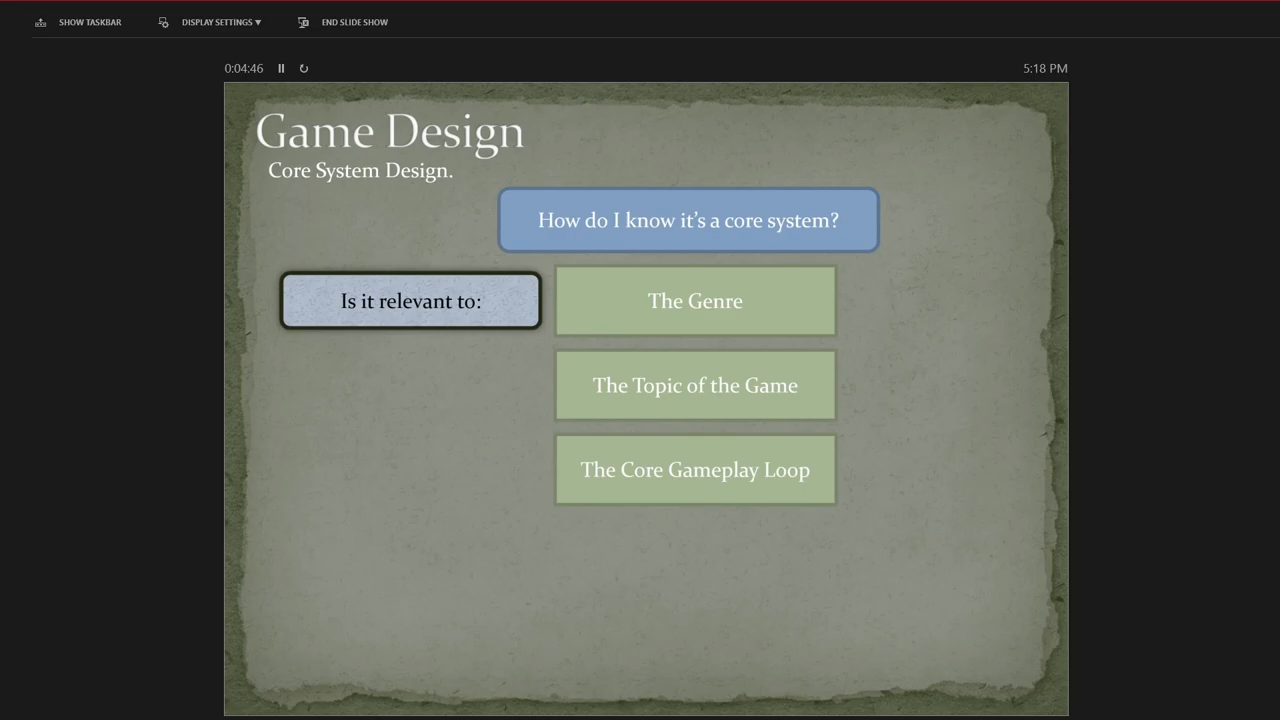 SHOW TASKBAR
DISPLAY SETTINGS ▼
END SLIDE SHOW
0:04:46
5:18 PM
Game Design
Core System Design.
How do I know it's a core system?
Is it relevant to:
The Genre
The Topic of the Game
The Core Gameplay Loop